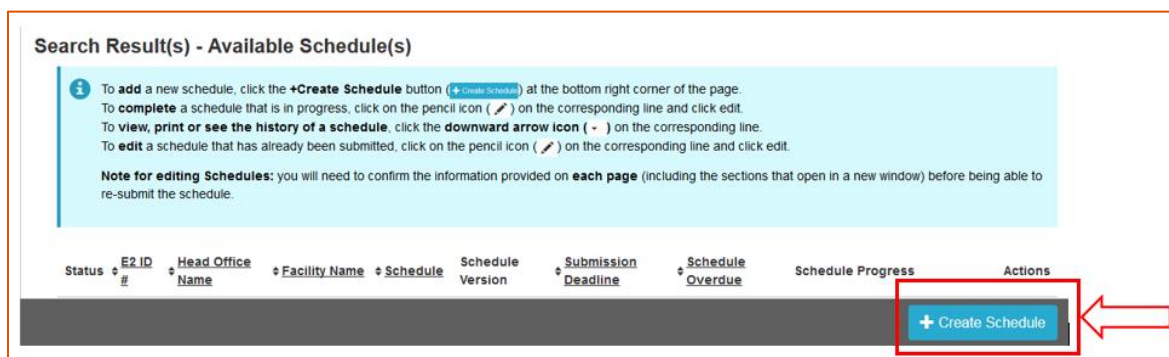 Search Result(s) - Available Schedule(s)
To add a new schedule, click the +Create Schedule button (+ Create Schedule) at the bottom right corner of the page.
To complete a schedule that is in progress, click on the pencil icon ( ) on the corresponding line and click edit.
To view, print or see the history of a schedule, click the downward arrow icon ( ) on the corresponding line.
To edit a schedule that has already been submitted, click on the pencil icon ( ) on the corresponding line and click edit.
Note for editing Schedules: you will need to confirm the information provided on each page (including the sections that open in a new window) before being able to
re-submit the schedule.
Status E2 ID # Head Office Name Facility Name Schedule Schedule Version Submission Deadline Schedule Overdue Schedule Progress Actions
+ Create Schedule